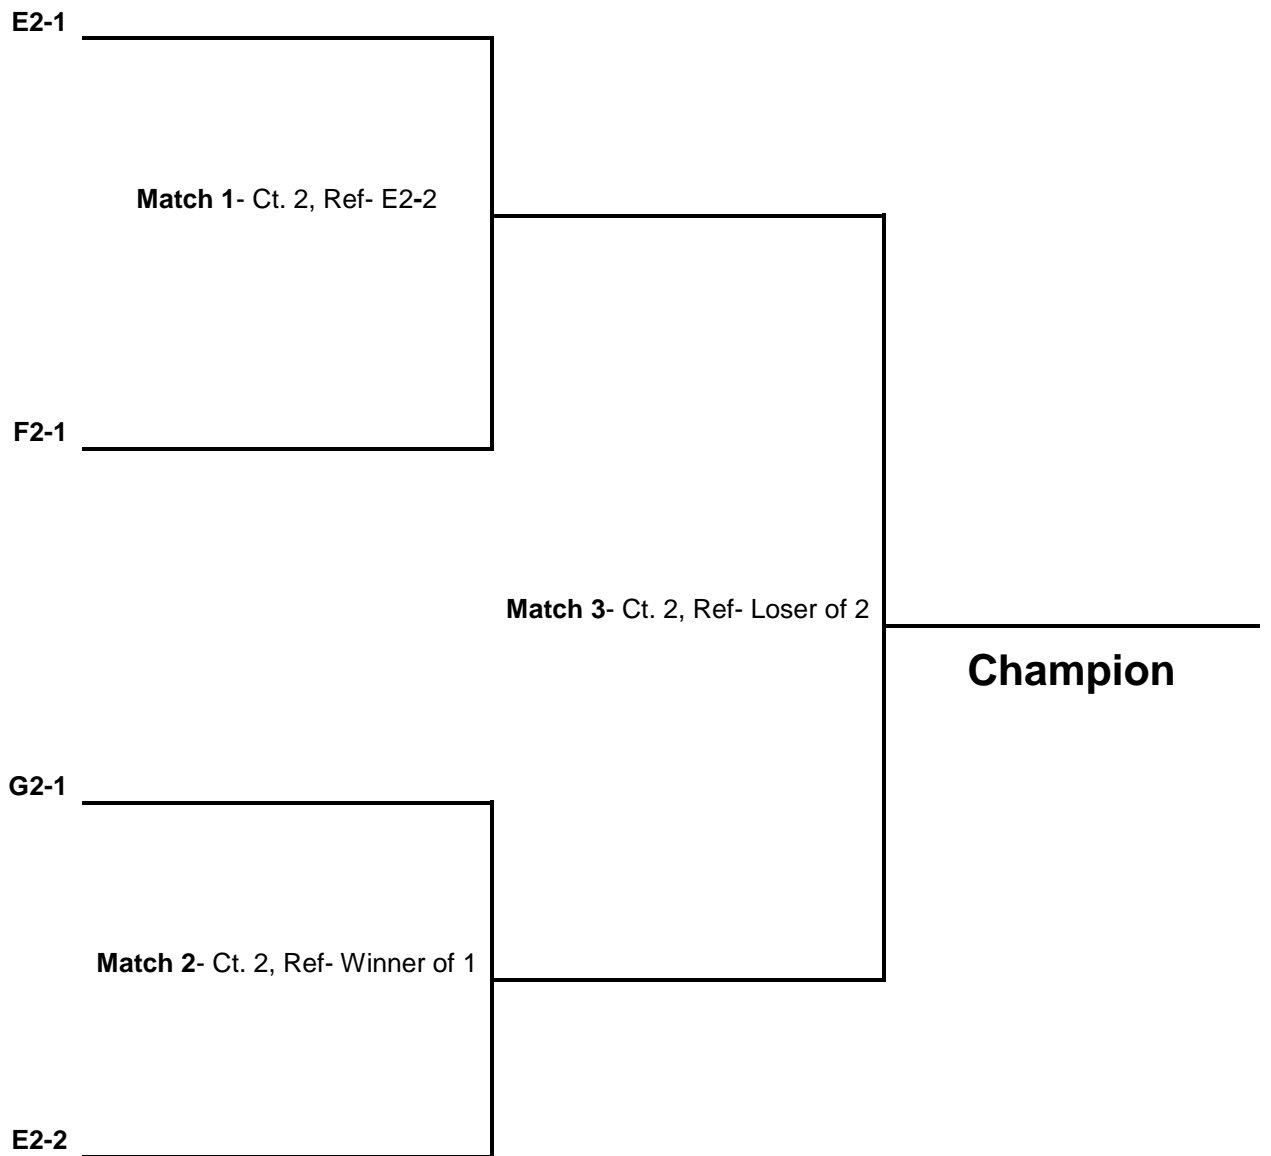 E2-1
Match 1- Ct. 2, Ref- E2-2
F2-1
Match 3- Ct. 2, Ref- Loser of 2
Champion
G2-1
Match 2- Ct. 2, Ref- Winner of 1
E2-2